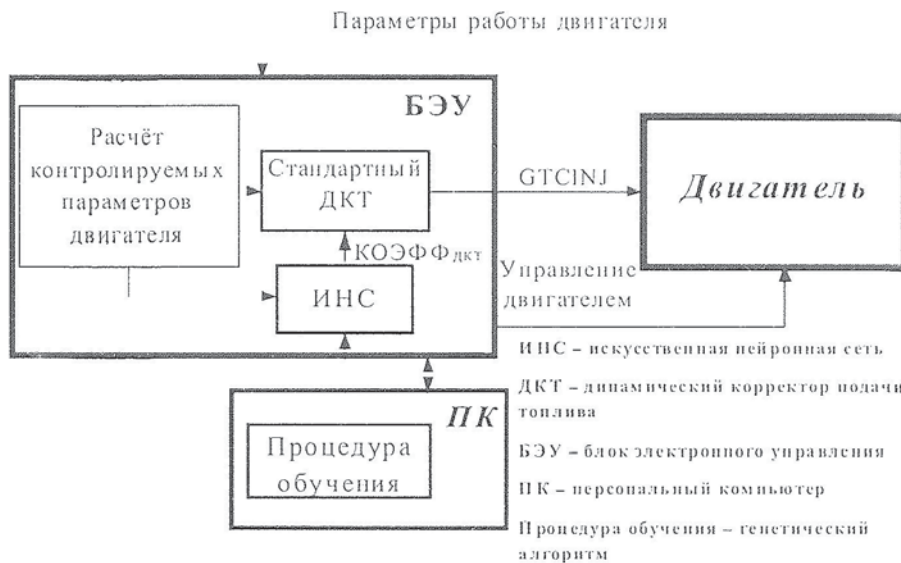 Параметры работы двигателя
БЭУ
Расчёт
контролируемых
параметров
двигателя
Стандартный
ДКТ
GTCINJ
Двигатель
КОЭФФдкт
ИНС
Управление
двигателем
ПК
Процедура
обучения
ИНС – искусственная нейронная сеть
ДКТ – динамический корректор подачи
топлива
БЭУ – блок электронного управления
ПК – персональный компьютер
Процедура обучения – генетический
алгоритм